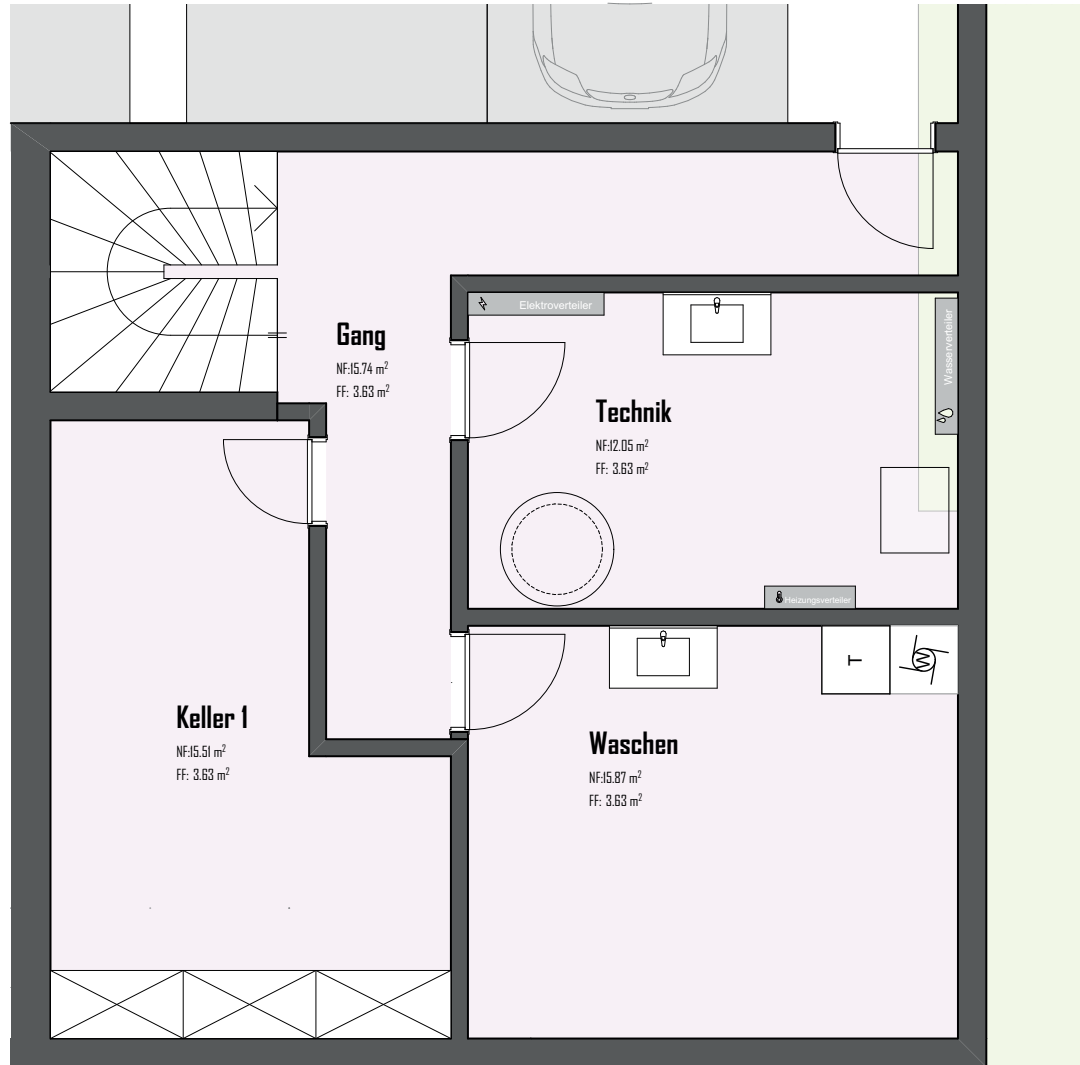 Elektroverteiler
Wasserverteiler
Gang
NF:15.74 m²
FF: 3.63 m²
Technik
NF:12.05 m²
FF: 3.63 m²
Heizungsverteiler
T
W
Keller 1
NF:15.51 m²
FF: 3.63 m²
Waschen
NF:15.87 m²
FF: 3.63 m²